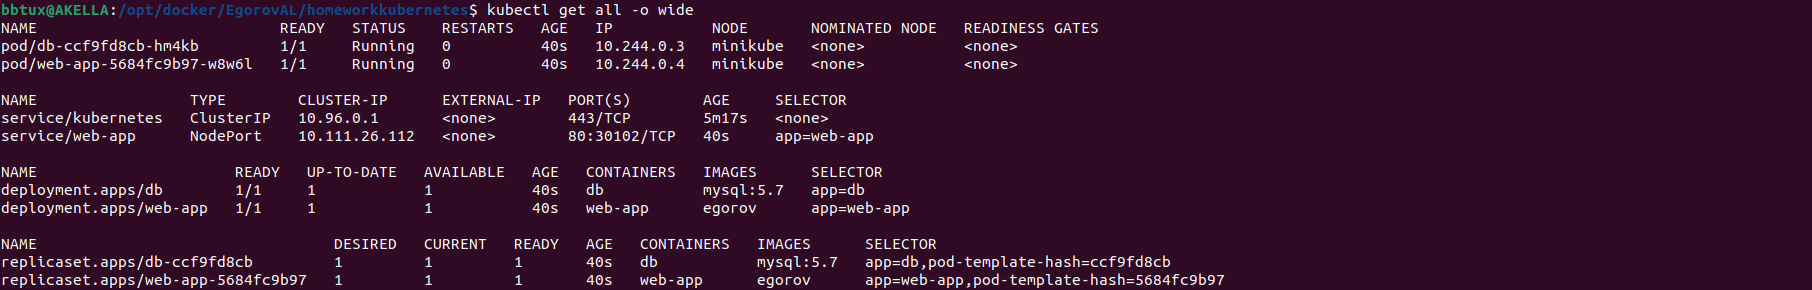 bbtux@AKELLA:/opt/docker/EgorovAL/homeworkkubernetes$ kubectl get all -o wide
NAME                           READY   STATUS    RESTARTS   AGE   IP           NODE       NOMINATED NODE   READINESS GATES
pod/db-ccf9fd8cb-hm4kb         1/1     Running   0          40s   10.244.0.3   minikube   <none>           <none>
pod/web-app-5684fc9b97-w8w6l   1/1     Running   0          40s   10.244.0.4   minikube   <none>           <none>

NAME                 TYPE        CLUSTER-IP      EXTERNAL-IP   PORT(S)        AGE     SELECTOR
service/kubernetes   ClusterIP   10.96.0.1       <none>        443/TCP        5m17s   <none>
service/web-app      NodePort    10.111.26.112   <none>        80:30102/TCP   40s     app=web-app

NAME                      READY   UP-TO-DATE   AVAILABLE   AGE   CONTAINERS   IMAGES      SELECTOR
deployment.apps/db        1/1     1            1           40s   db           mysql:5.7   app=db
deployment.apps/web-app   1/1     1            1           40s   web-app      egorov      app=web-app

NAME                                 DESIRED   CURRENT   READY   AGE   CONTAINERS   IMAGES      SELECTOR
replicaset.apps/db-ccf9fd8cb         1         1         1       40s   db           mysql:5.7   app=db,pod-template-hash=ccf9fd8cb
replicaset.apps/web-app-5684fc9b97   1         1         1       40s   web-app      egorov      app=web-app,pod-template-hash=5684fc9b97